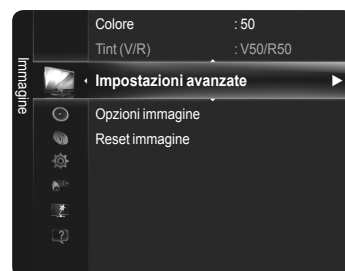 Immagine
Colore : 50
Tint (V/R) : V50/R50
Impostazioni avanzate
Opzioni immagine
Reset immagine